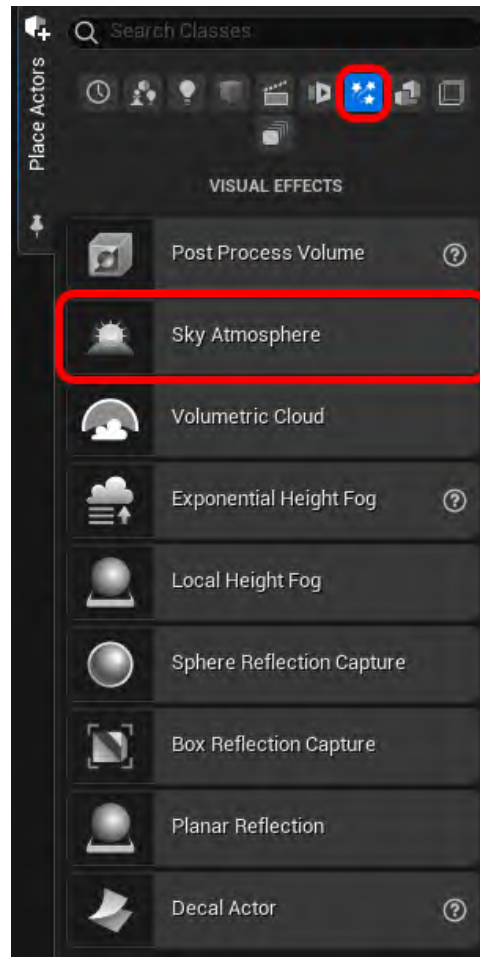 Search Classes
Place Actors
VISUAL EFFECTS
Post Process Volume
Sky Atmosphere
Volumetric Cloud
Exponential Height Fog
Local Height Fog
Sphere Reflection Capture
Box Reflection Capture
Planar Reflection
Decal Actor